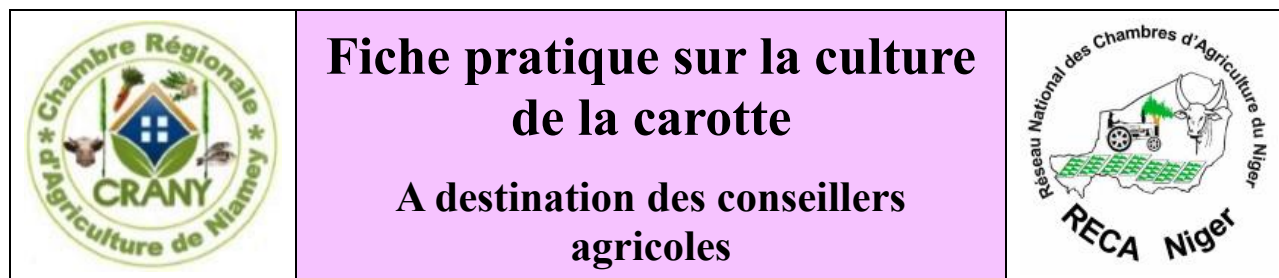 Chambre Régionale
d'Agriculture de Niamey
CRANY
Fiche pratique sur la culture
de la carotte
A destination des conseillers
agricoles
Réseau National des Chambres d'Agriculture du Niger
RECA Niger